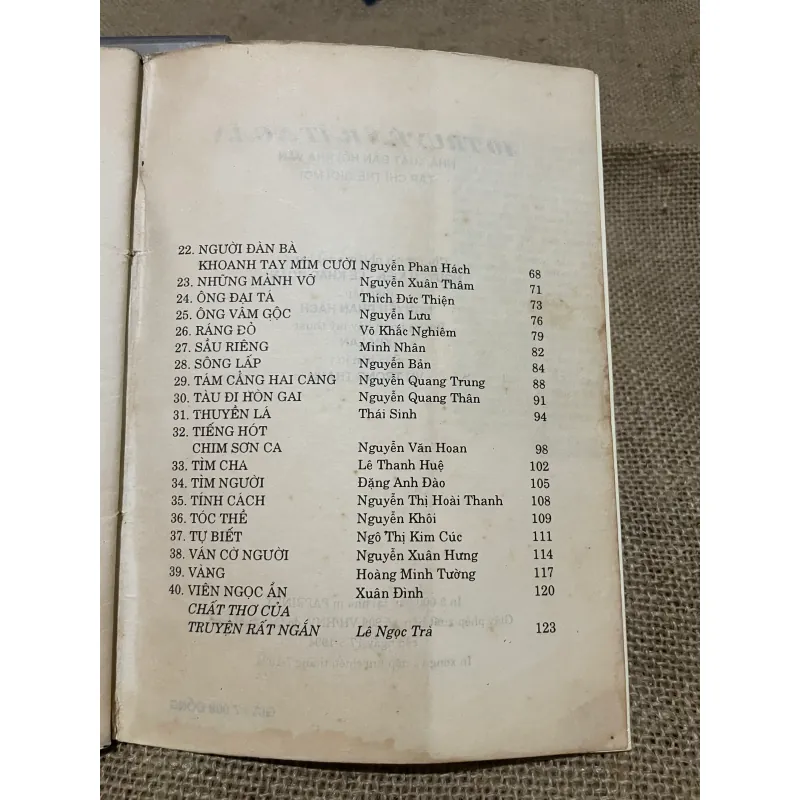 22. NGƯỜI ĐÀN BÀ
KHOANH TAY MỈM CƯỜI Nguyễn Phan Hách 68
23. NHỮNG MẢNH VỠ Nguyễn Xuân Thâm 71
24. ÔNG ĐẠI TÁ Thích Đức Thiện 73
25. ÔNG VÂM GỘC Nguyễn Lưu 76
26. RÁNG ĐỎ Võ Khắc Nghiêm 79
27. SẦU RIÊNG Minh Nhân 82
28. SÔNG LẤP Nguyễn Bản 84
29. TÁM CẲNG HAI CÀNG Nguyễn Quang Trung 88
30. TÀU ĐI HÒN GAI Nguyễn Quang Thân 91
31. THUYỀN LÁ Thái Sinh 94
32. TIẾNG HÓT
CHIM SƠN CA Nguyễn Văn Hoan 98
33. TÌM CHA Lê Thanh Huệ 102
34. TÌM NGƯỜI Đặng Anh Đào 105
35. TÍNH CÁCH Nguyễn Thị Hoài Thanh 108
36. TÓC THỀ Nguyễn Khôi 109
37. TỰ BIẾT Ngô Thị Kim Cúc 111
38. VÁN CỜ NGƯỜI Nguyễn Xuân Hưng 114
39. VÀNG Hoàng Minh Tường 117
40. VIÊN NGỌC ẨN Xuân Đình 120
CHẤT THƠ CỦA
TRUYỆN RẤT NGẮN Lê Ngọc Trà 123